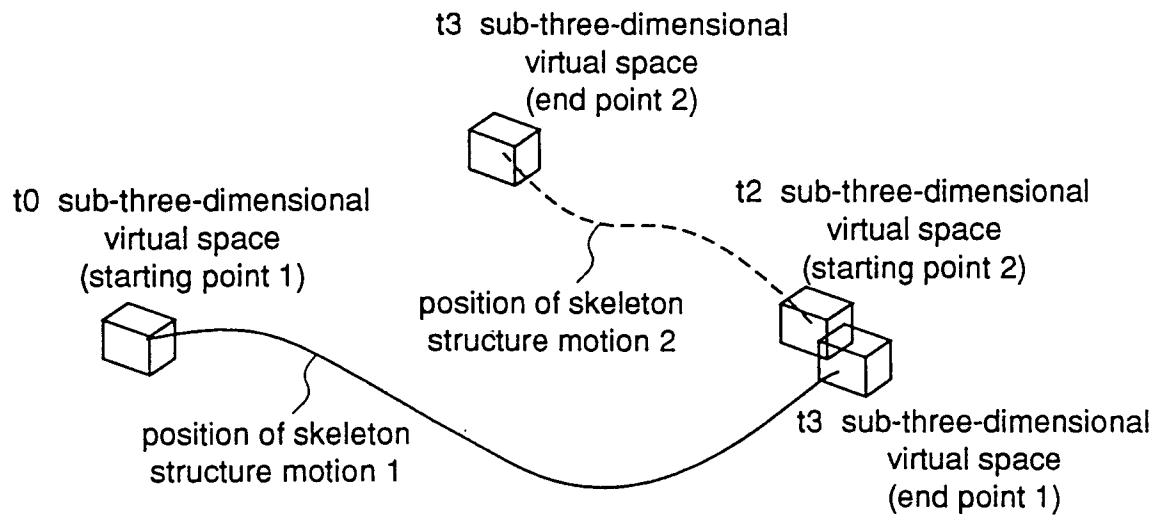 t3 sub-three-dimensional
virtual space
(end point 2)
t0 sub-three-dimensional
virtual space
(starting point 1)
t2 sub-three-dimensional
virtual space
(starting point 2)
position of skeleton
structure motion 2
position of skeleton
structure motion 1
t3 sub-three-dimensional
virtual space
(end point 1)